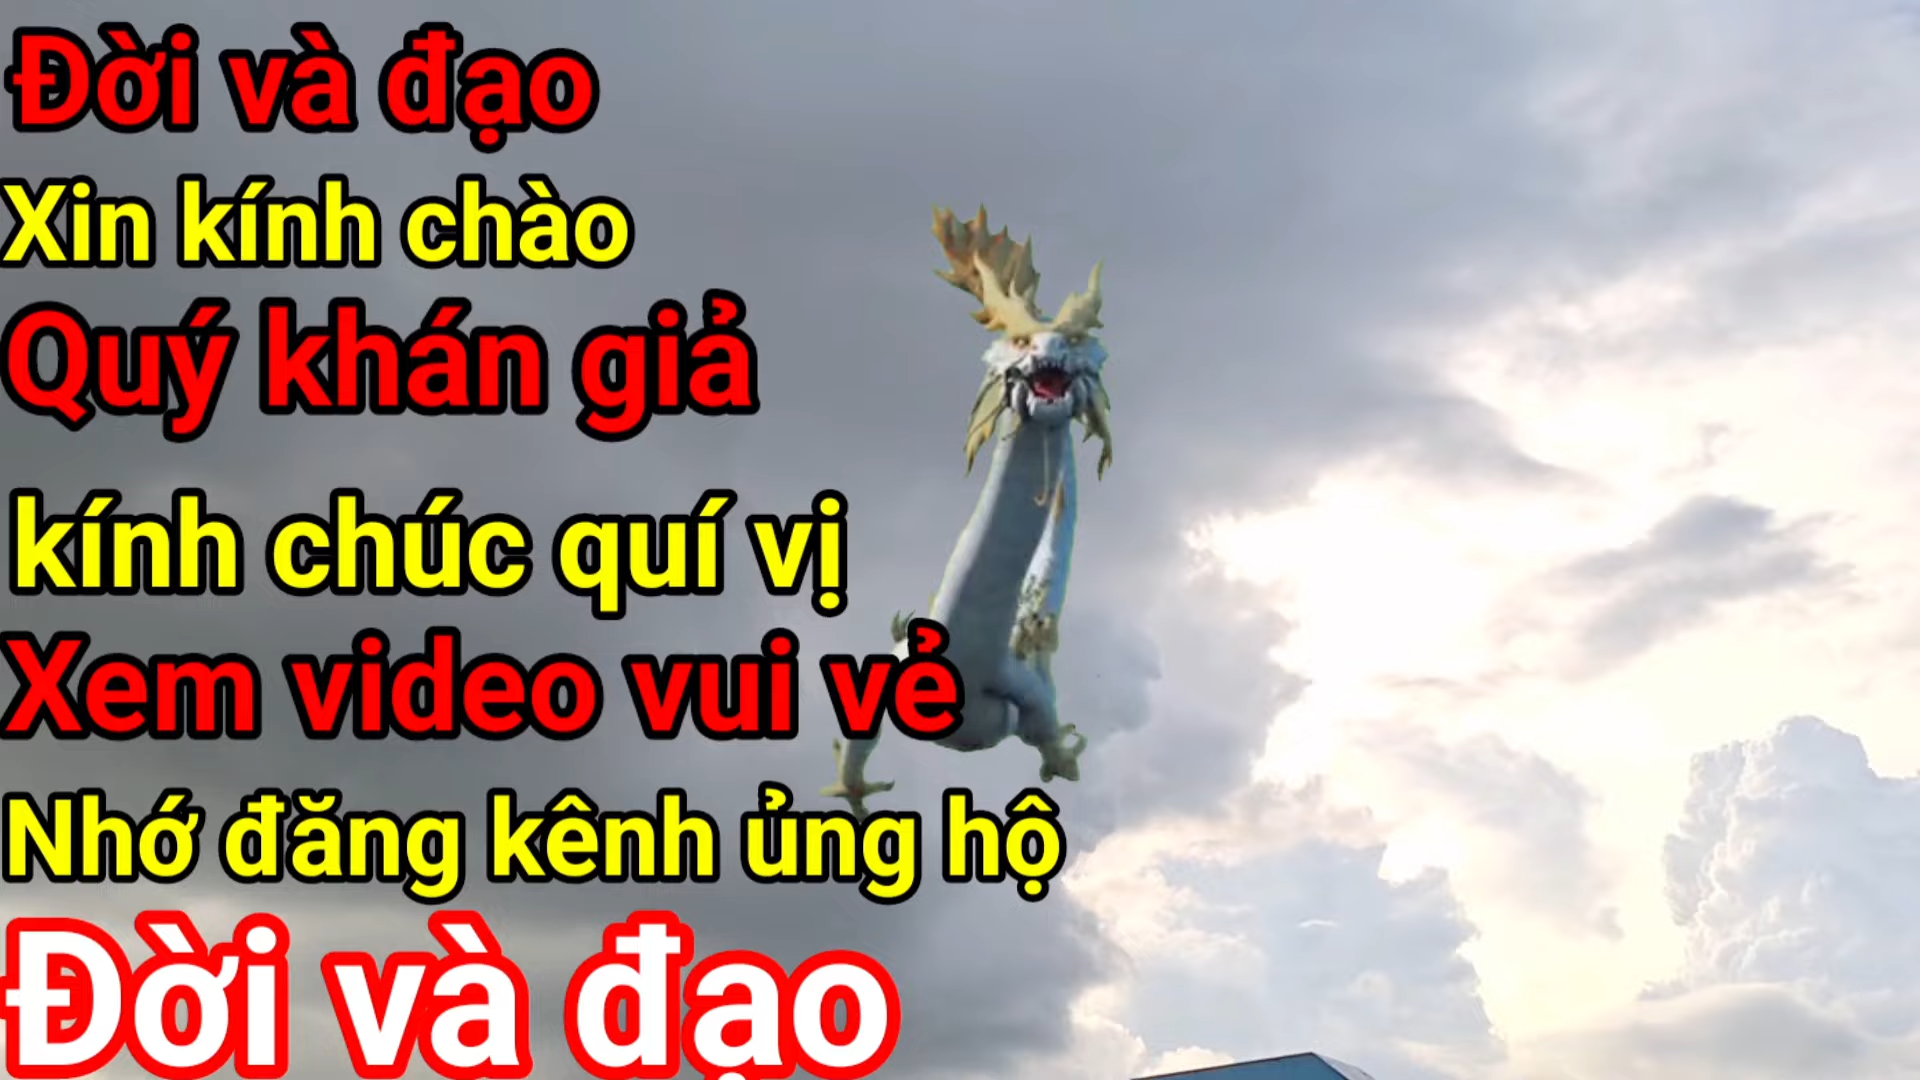 Đời và đạo
Xin kính chào
Quý khán giả
kính chúc quí vị
Xem video vui vẻ
Nhớ đăng kênh ủng hộ
Đời và đạo